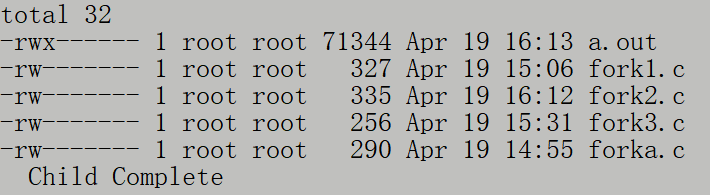 total 32
-rwx------ 1 root root 71344 Apr 19 16:13 a.out
-rw------- 1 root root   327 Apr 19 15:06 fork1.c
-rw------- 1 root root   335 Apr 19 16:12 fork2.c
-rw------- 1 root root   256 Apr 19 15:31 fork3.c
-rw------- 1 root root   290 Apr 19 14:55 forka.c
  Child Complete